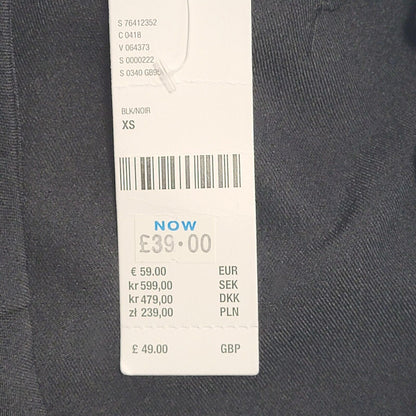 S 76412352
C 0418
V 064373
S 0000222
S 0340 GB95
BLK/NOIR
XS
NOW
£39·00
€ 59.00 EUR
kr 599,00 SEK
kr 479,00 DKK
zł 239,00 PLN
£ 49.00 GBP